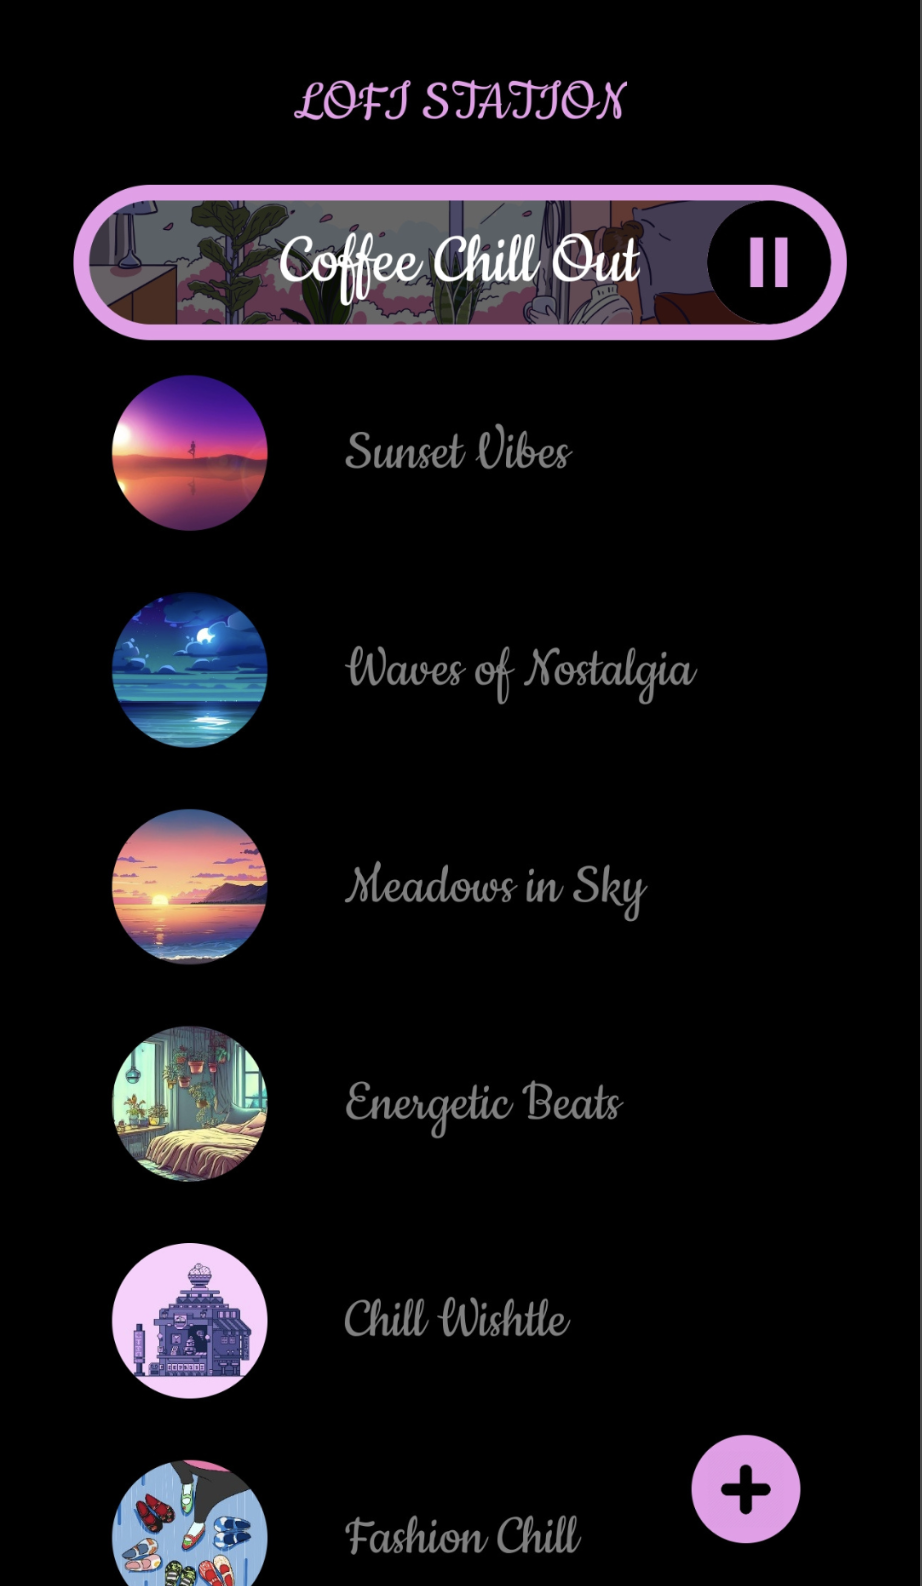 LOFI STATION
Coffee Chill Out
Sunset Vibes
Waves of Nostalgia
Meadows in Sky
Energetic Beats
Chill Wishtle
Fashion Chill